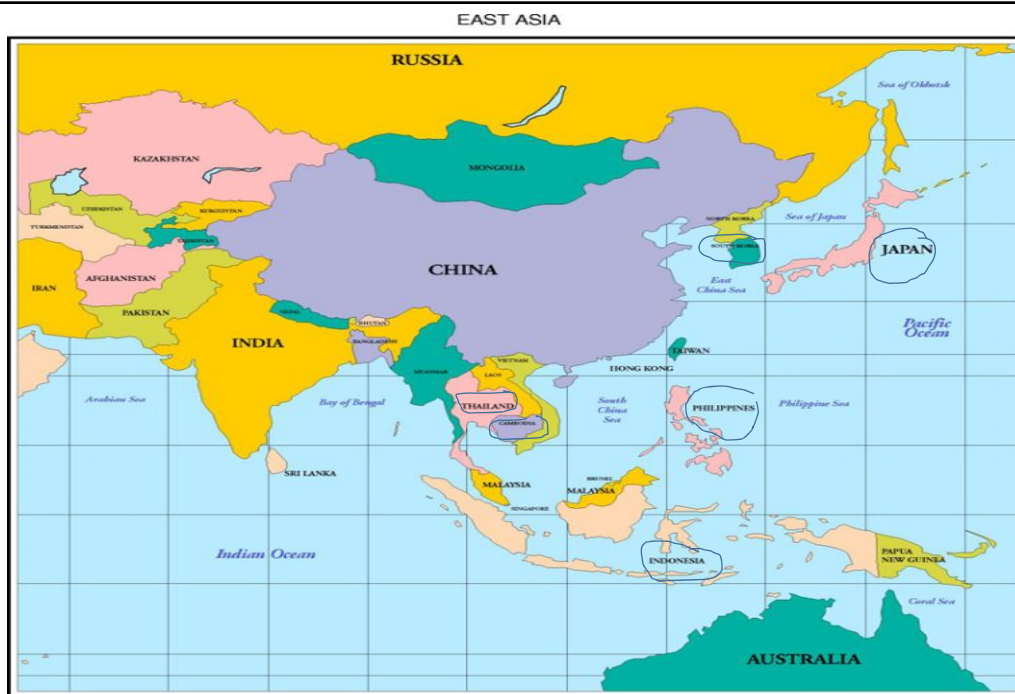 EAST ASIA
RUSSIA
Sea of Okhotsk
KAZAKHSTAN
MONGOLIA
UZBEKISTAN
KYRGYZSTAN
NORTH KOREA
Sea of Japan
TURKMENISTAN
TAJIKISTAN
SOUTH KOREA
JAPAN
AFGHANISTAN
CHINA
IRAN
East
China Sea
PAKISTAN
NEPAL
BHUTAN
Pacific
Ocean
INDIA
BANGLADESH
TAIWAN
VIETNAM
HONG KONG
MYANMAR
LAOS
Arabian Sea
Bay of Bengal
THAILAND
South
China
Sea
PHILIPPINES
Philippine Sea
CAMBODIA
SRI LANKA
MALAYSIA
BRUNEI
MALAYSIA
SINGAPORE
Indian Ocean
INDONESIA
PAPUA
NEW GUINEA
Coral Sea
AUSTRALIA